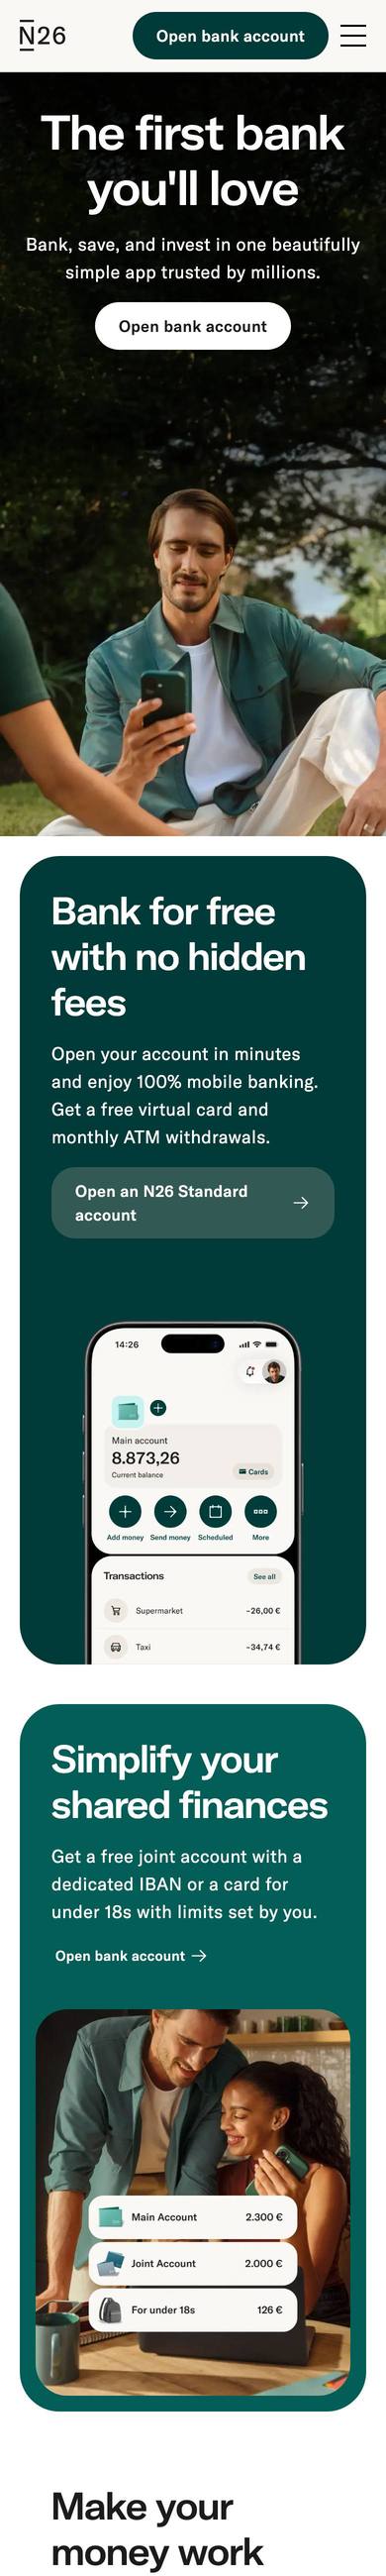 N26
Open bank account
The first bank
you'll love
Bank, save, and invest in one beautifully
simple app trusted by millions.
Open bank account
Bank for free
with no hidden
fees
Open your account in minutes
and enjoy 100% mobile banking.
Get a free virtual card and
monthly ATM withdrawals.
Open an N26 Standard
account
14:26
Main account
8.873,26
Current balance
Cards
Add money Send money Scheduled More
Transactions See all
Supermarket -26,00 €
Taxi -34,74 €
Simplify your
shared finances
Get a free joint account with a
dedicated IBAN or a card for
under 18s with limits set by you.
Open bank account
Main Account 2.300 €
Joint Account 2.000 €
For under 18s 126 €
Make your
money work